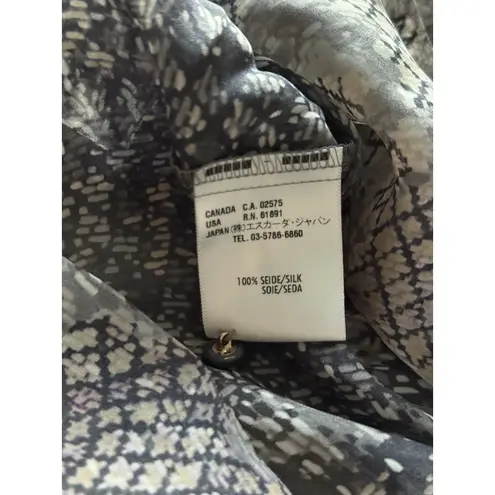 CANADA C.A. 02575
USA R.N. 61891
JAPAN (株)エスカーダ・ジャパン
TEL. 03-5786-6860
100% SEIDE/SILK
SOIE/SEDA